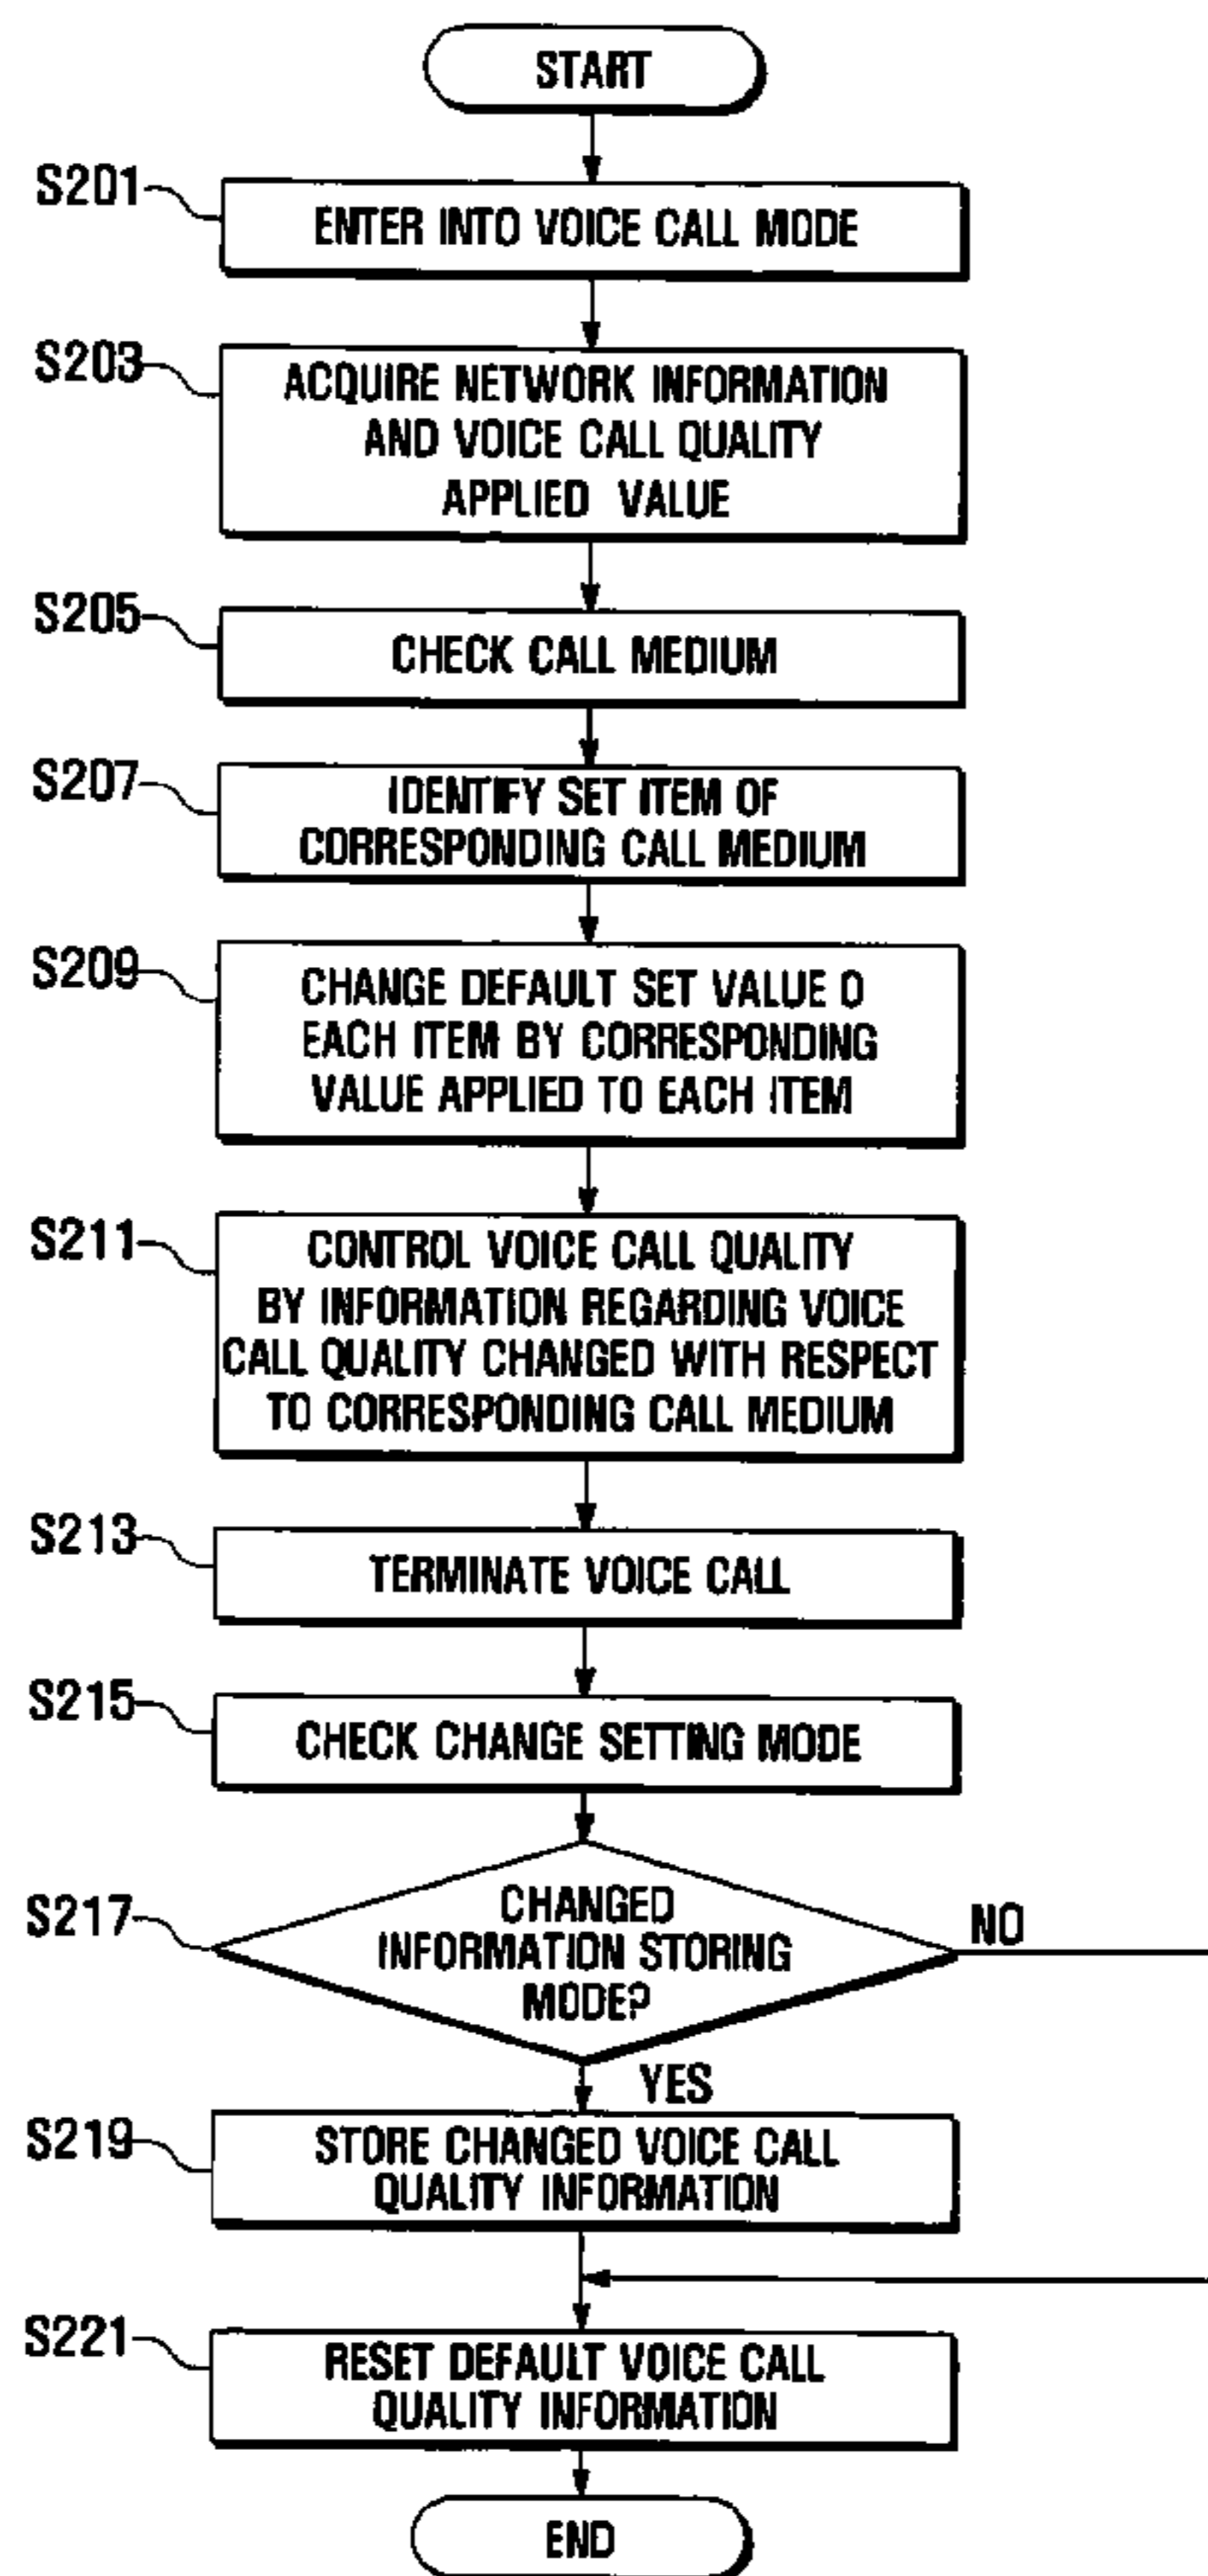 START
S201
ENTER INTO VOICE CALL MODE
S203
ACQUIRE NETWORK INFORMATION
AND VOICE CALL QUALITY
APPLIED VALUE
S205
CHECK CALL MEDIUM
S207
IDENTIFY SET ITEM OF
CORRESPONDING CALL MEDIUM
S209
CHANGE DEFAULT SET VALUE O
EACH ITEM BY CORRESPONDING
VALUE APPLIED TO EACH ITEM
S211
CONTROL VOICE CALL QUALITY
BY INFORMATION REGARDING VOICE
CALL QUALITY CHANGED WITH RESPECT
TO CORRESPONDING CALL MEDIUM
S213
TERMINATE VOICE CALL
S215
CHECK CHANGE SETTING MODE
S217
CHANGED
INFORMATION STORING
MODE?
NO
YES
S219
STORE CHANGED VOICE CALL
QUALITY INFORMATION
S221
RESET DEFAULT VOICE CALL
QUALITY INFORMATION
END